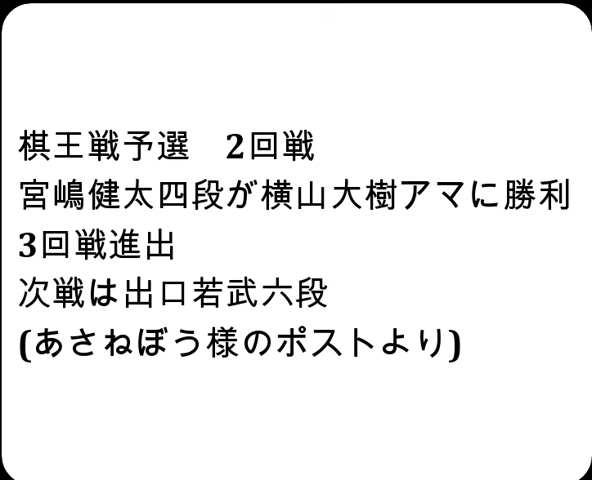 棋王戦予選　2回戦
宮嶋健太四段が横山大樹アマに勝利
3回戦進出
次戦は出口若武六段
(あさねぼう様のポストより)